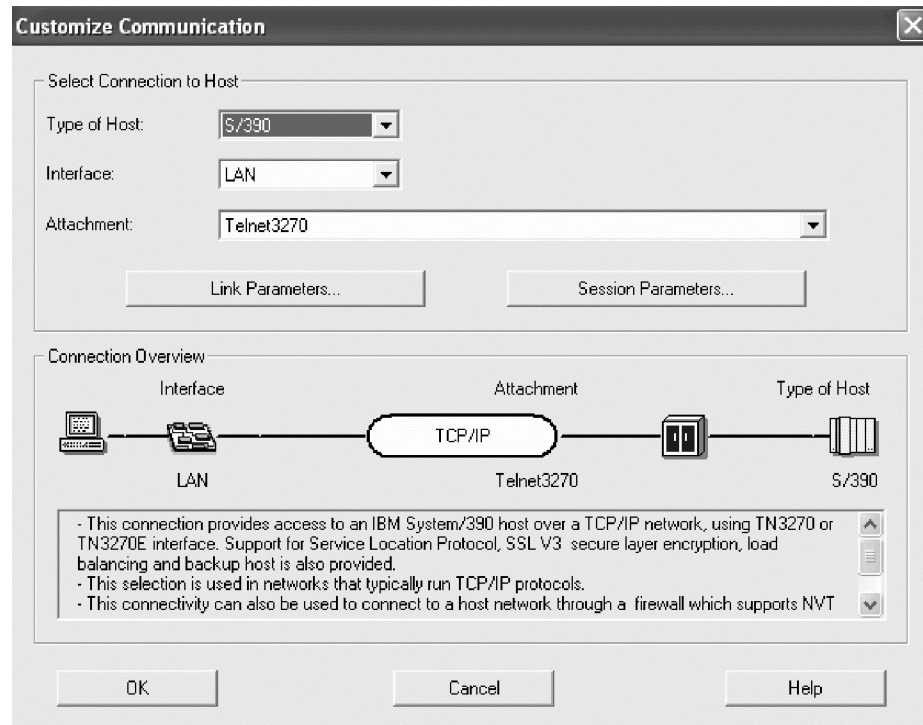 Customize Communication
Select Connection to Host
Type of Host:
S/390
Interface:
LAN
Attachment:
Telnet3270
Link Parameters...
Session Parameters...
Connection Overview
Interface
Attachment
Type of Host
TCP/IP
LAN
Telnet3270
S/390
- This connection provides access to an IBM System/390 host over a TCP/IP network, using TN3270 or
TN3270E interface. Support for Service Location Protocol, SSL V3 secure layer encryption, load
balancing and backup host is also provided.
- This selection is used in networks that typically run TCP/IP protocols.
- This connectivity can also be used to connect to a host network through a firewall which supports NVT
OK
Cancel
Help